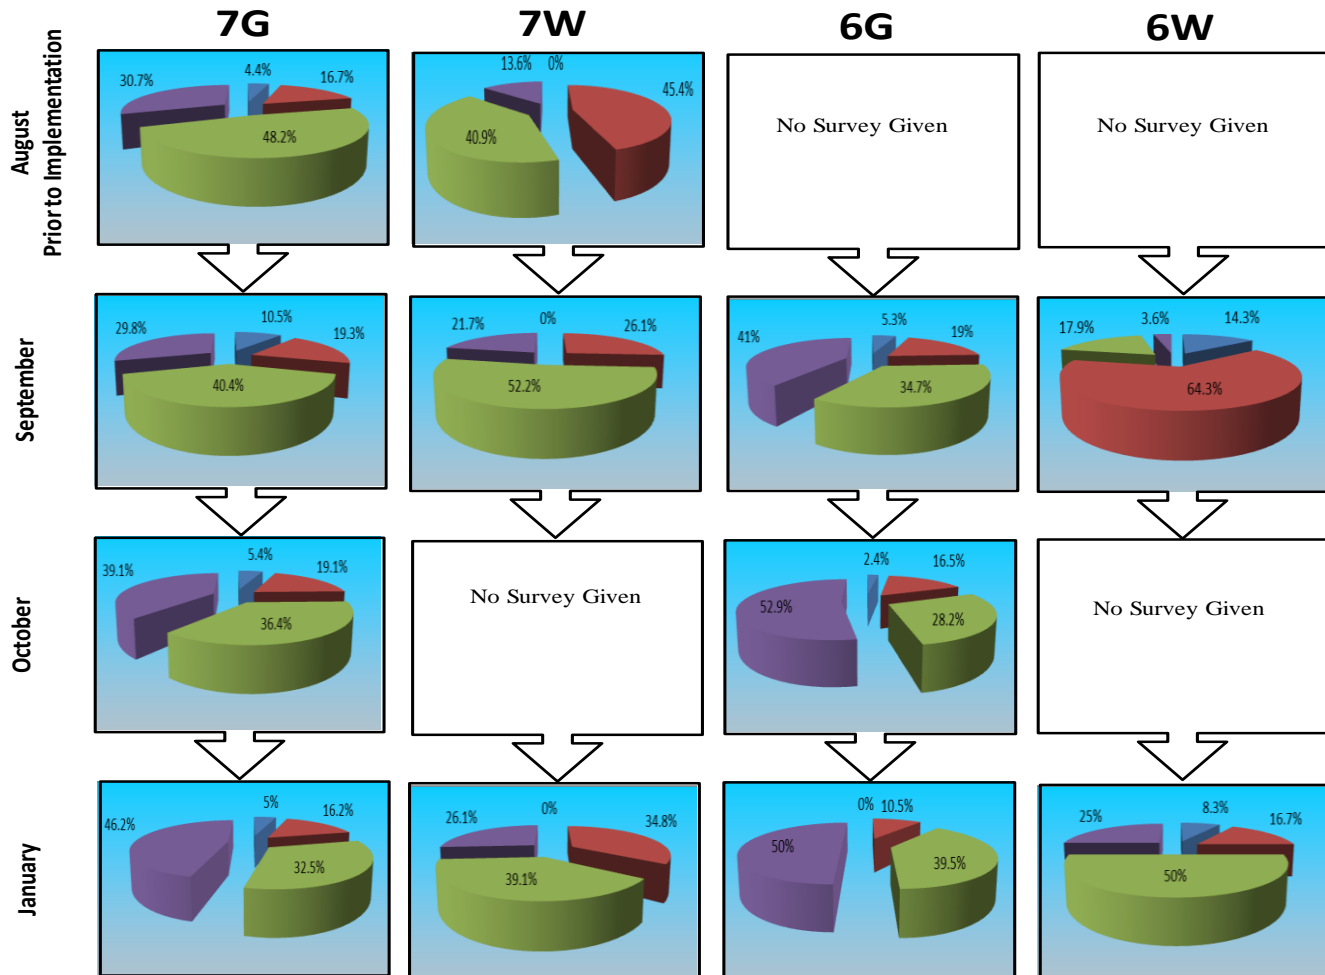 7G 7W 6G 6W
August
Prior to Implementation
30.7% 4.4% 16.7%
48.2%
13.6% 0% 45.4%
40.9%
No Survey Given
No Survey Given
September
29.8% 10.5% 19.3%
40.4%
21.7% 0% 26.1%
52.2%
41% 5.3% 19%
34.7%
17.9% 3.6% 14.3%
64.3%
October
39.1% 5.4% 19.1%
36.4%
No Survey Given
52.9% 2.4% 16.5%
28.2%
No Survey Given
January
46.2% 5% 16.2%
32.5%
26.1% 0% 34.8%
39.1%
50% 0% 10.5%
39.5%
25% 8.3% 16.7%
50%